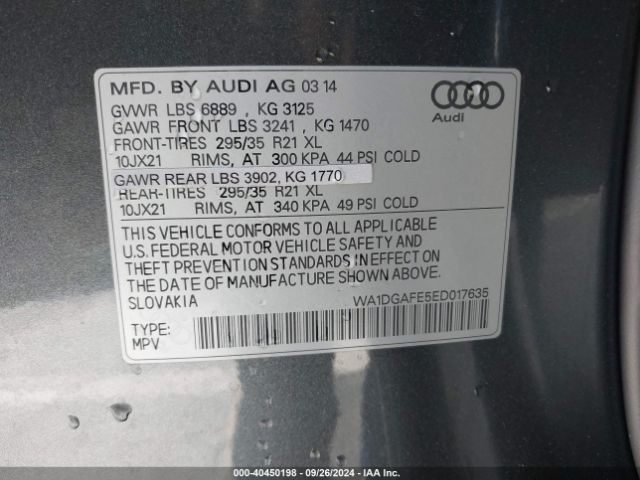 MFD. BY AUDI AG 03 14
GVWR LBS 6889 , KG 3125
GAWR FRONT LBS 3241 , KG 1470
FRONT-TIRES 295/35 R21 XL
10JX21 RIMS, AT 300 KPA 44 PSI COLD
GAWR REAR LBS 3902, KG 1770
REAR-TIRES 295/35 R21 XL
10JX21 RIMS, AT 340 KPA 49 PSI COLD
Audi
THIS VEHICLE CONFORMS TO ALL APPLICABLE
U.S. FEDERAL MOTOR VEHICLE SAFETY AND
THEFT PREVENTION STANDARDS IN EFFECT ON
THE DATE OF MANUFACTURE SHOWN ABOVE.
SLOVAKIA WA1DGAFE5ED017635
TYPE:
MPV
000-40450198 - 09/26/2024 - IAA Inc.